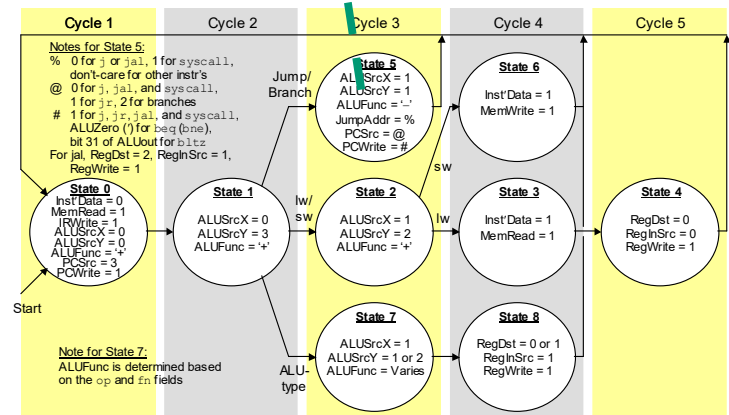 Cycle 1
Cycle 2
Cycle 3
Cycle 4
Cycle 5
Notes for State 5:
% 0 for j or jal, 1 for syscall,
don't-care for other instr's
@ 0 for j, jal, and syscall,
1 for jr, 2 for branches
# 1 for j, jr, jal, and syscall,
ALUZero (') for beq (bne),
bit 31 of ALUout for bltz
For jal, RegDst = 2, RegInSrc = 1,
RegWrite = 1
State 0
Inst'Data = 0
MemRead = 1
IRWrite = 1
ALUSrcX = 0
ALUSrcY = 0
ALUFunc = '+'
PCSrc = 3
PCWrite = 1
Start
State 1
ALUSrcX = 0
ALUSrcY = 3
ALUFunc = '+'
Jump/
Branch
lw/
sw
ALU-
type
State 5
ALUSrcX = 1
ALUSrcY = 1
ALUFunc = '–'
JumpAddr = %
PCSrc = @
PCWrite = #
State 2
ALUSrcX = 1
ALUSrcY = 2
ALUFunc = '+'
sw
lw
State 7
ALUSrcX = 1
ALUSrcY = 1 or 2
ALUFunc = Varies
State 6
Inst'Data = 1
MemWrite = 1
State 3
Inst'Data = 1
MemRead = 1
State 8
RegDst = 0 or 1
RegInSrc = 1
RegWrite = 1
State 4
RegDst = 0
RegInSrc = 0
RegWrite = 1
Note for State 7:
ALUFunc is determined based
on the op and fn fields